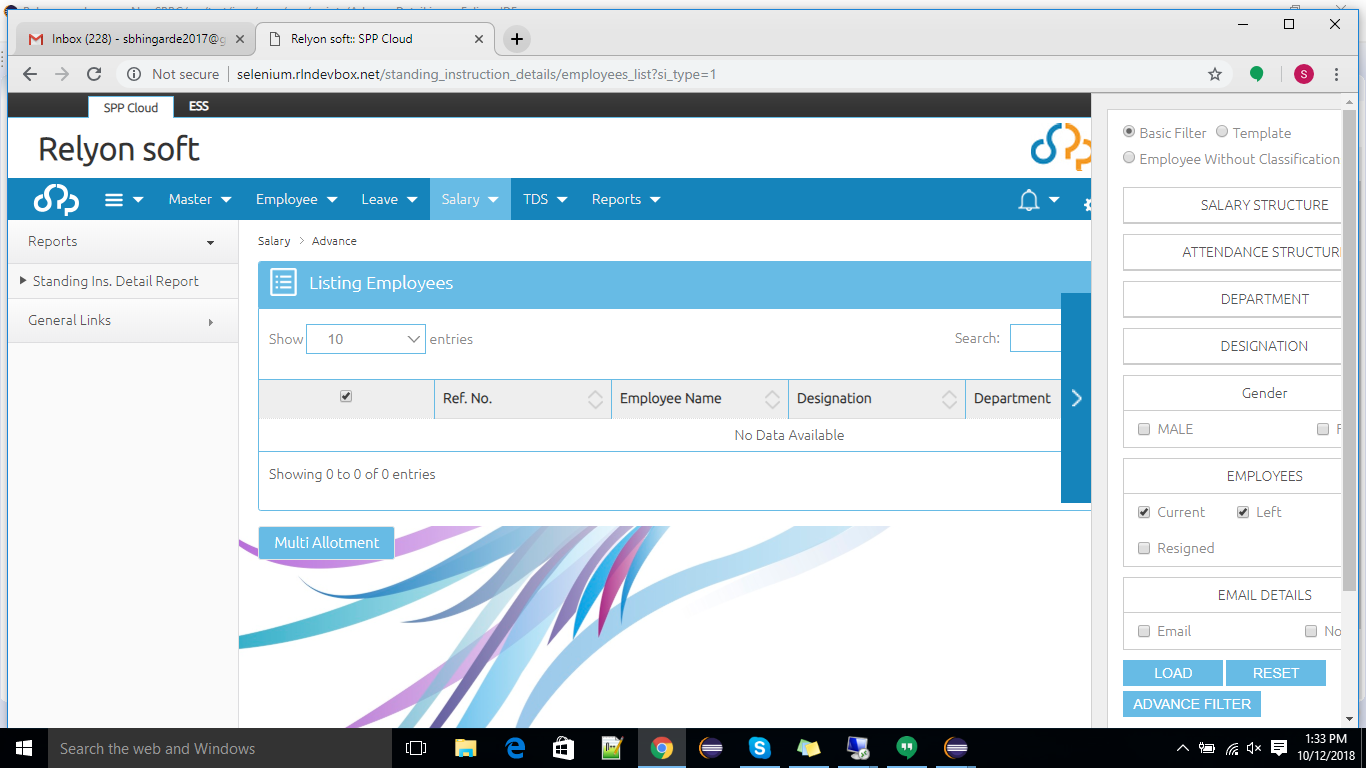 Inbox (228) - sbhingarde2017@g
Relyon soft:: SPP Cloud
Not secure
selenium.rlndevbox.net/standing_instruction_details/employees_list?si_type=1
S
SPP Cloud
ESS
Relyon soft
Master
Employee
Leave
Salary
TDS
Reports
Reports
Standing Ins. Detail Report
General Links
Salary > Advance
Listing Employees
Show 10 entries
Search:
Ref. No.
Employee Name
Designation
Department
No Data Available
Showing 0 to 0 of 0 entries
Multi Allotment
Basic Filter
Template
Employee Without Classification
SALARY STRUCTURE
ATTENDANCE STRUCTUR
DEPARTMENT
DESIGNATION
Gender
MALE
F
EMPLOYEES
Current
Left
Resigned
EMAIL DETAILS
Email
No
LOAD
RESET
ADVANCE FILTER
Search the web and Windows
1:33 PM
10/12/2018